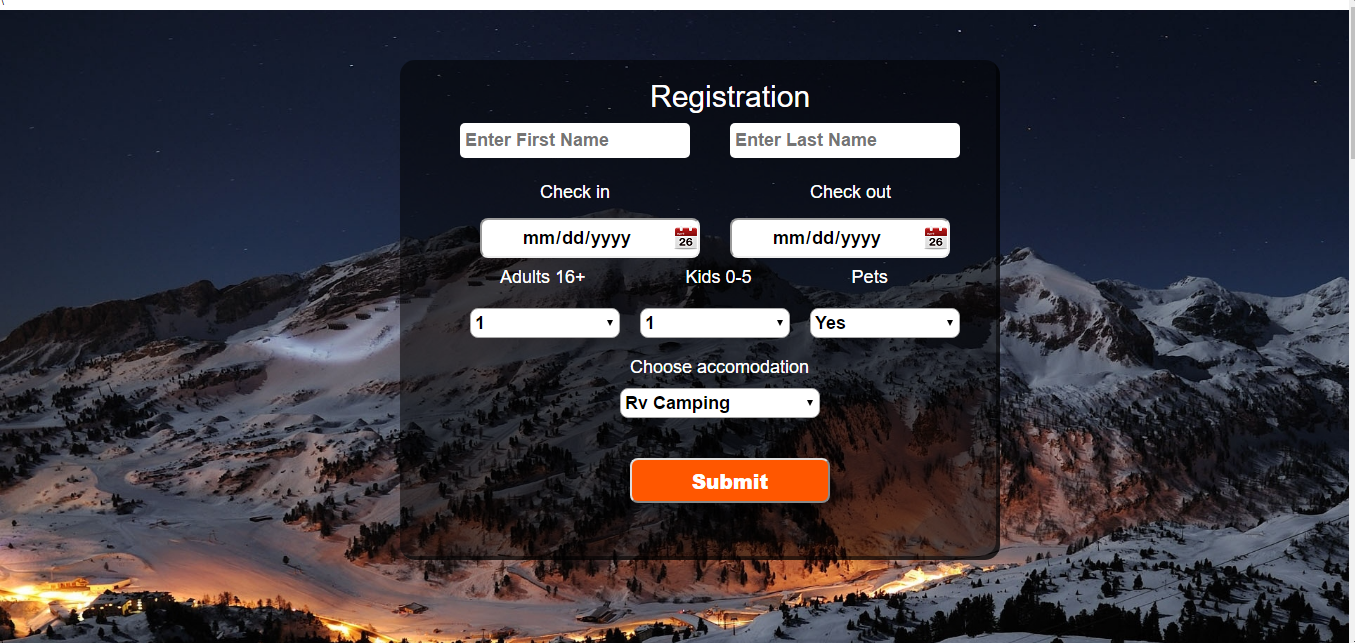 \
Registration
Enter First Name Enter Last Name
Check in Check out
mm/dd/yyyy 26 mm/dd/yyyy 26
Adults 16+ Kids 0-5 Pets
1 1 Yes
Choose accomodation
Rv Camping
Submit